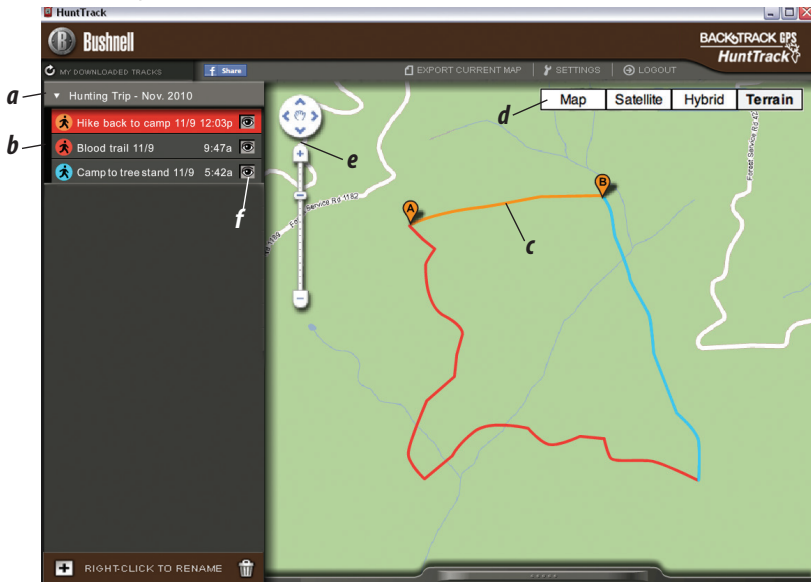 HuntTrack
B Bushnell
BACKTRACK GPS
HuntTrack
MY DOWNLOADED TRACKS
f Share
EXPORT CURRENT MAP
SETTINGS
LOGOUT
a
Hunting Trip - Nov. 2010
b
Hike back to camp 11/9 12:03p
Blood trail 11/9 9:47a
Camp to tree stand 11/9 5:42a
f
d
Map Satellite Hybrid Terrain
e
Forest Service Rd 1182
A
B
c
RIGHT-CLICK TO RENAME